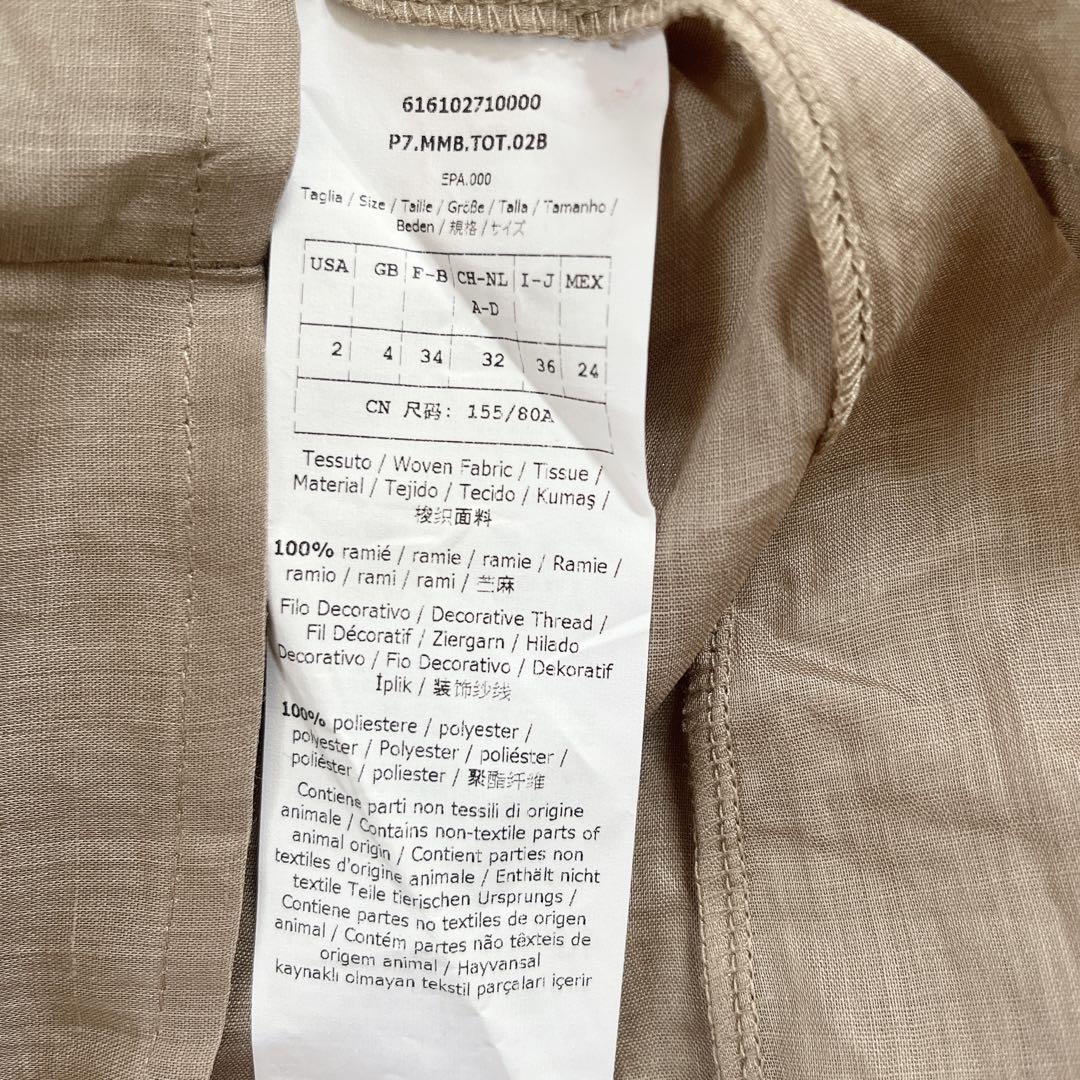 616102710000
P7.MMB.TOT.02B
EPA.000
Taglia / Size / Taille / Größe / Talla / Tamanho /
Beden / 規格 / サイズ
USA GB F-B CH-NL I-J MEX
A-D
2 4 34 32 36 24
CN 尺码: 155/80A
Tessuto / Woven Fabric / Tissue /
Material / Tejido / Tecido / Kumaş /
梭织面料
100% ramié / ramie / ramie / Ramie /
ramio / rami / rami / 苎麻
Filo Decorativo / Decorative Thread /
Fil Décoratif / Ziergarn / Hilado
Decorativo / Fio Decorativo / Dekoratif
İplik / 装饰纱线
100% poliestere / polyester /
polyester / Polyester / poliéster /
poliéster / poliester / 聚酯纤维
Contiene parti non tessili di origine
animale / Contains non-textile parts of
animal origin / Contient parties non
textiles d'origine animale / Enthält nicht
textile Teile tierischen Ursprungs /
Contiene partes no textiles de origen
animal / Contém partes não têxteis de
origem animal / Hayvansal
kaynaklı olmayan tekstil parçaları içerir